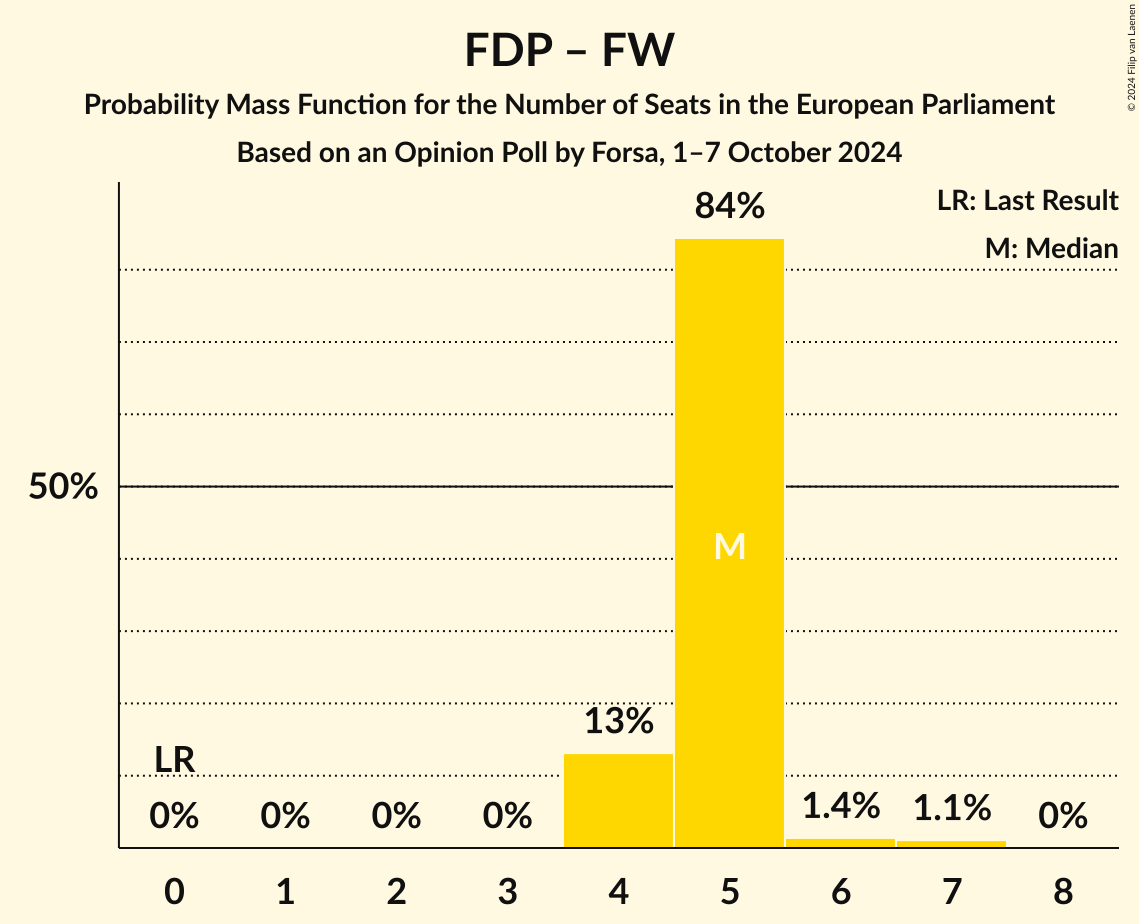 FDP – FW
Probability Mass Function for the Number of Seats in the European Parliament
Based on an Opinion Poll by Forsa, 1–7 October 2024
© 2024 Filip van Laenen
LR: Last Result
M: Median
84%
50%
M
13%
LR
0% 0% 0% 0% 1.4% 1.1% 0%
0 1 2 3 4 5 6 7 8